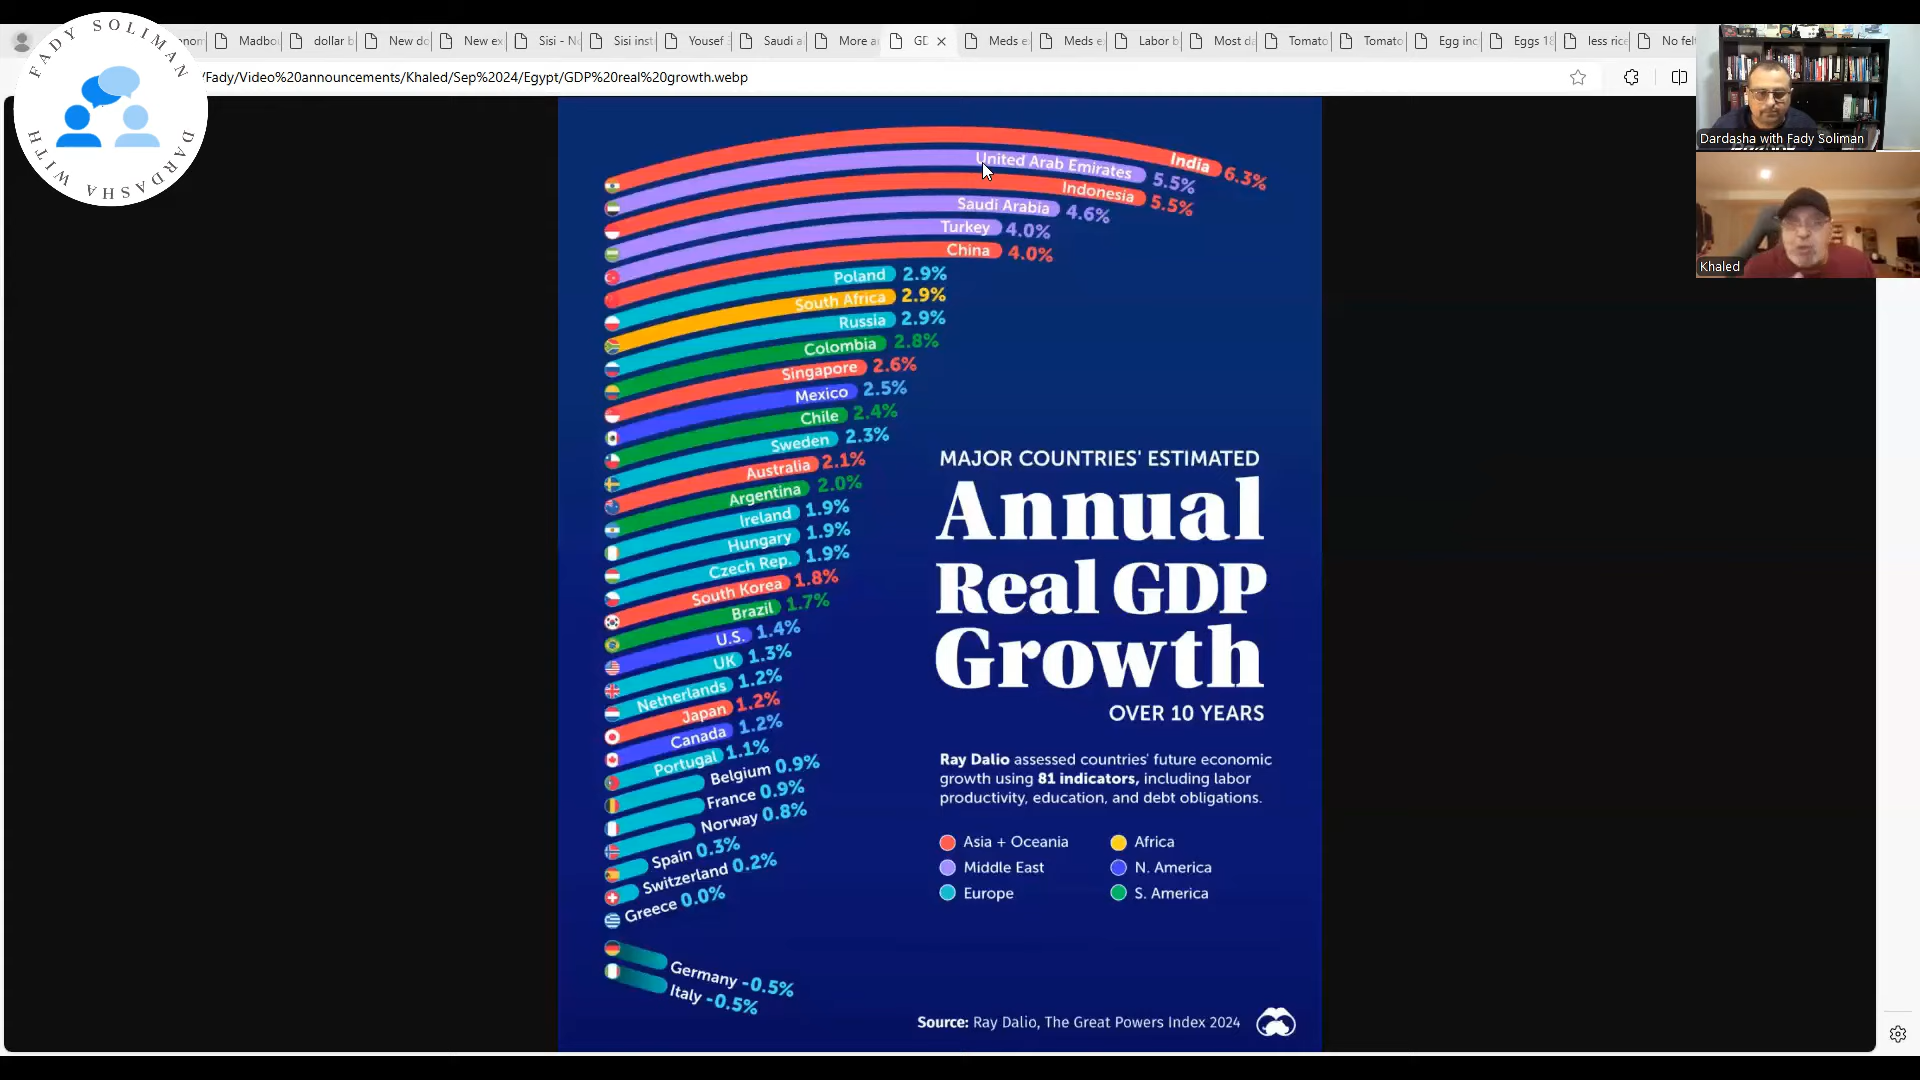 FADY SOLIMAN
DARDASHA WITH
nom
Madbou
dollar b
New do
New ex
Sisi - No
Sisi inst
Yousef S
Saudi a
More a
GD
Meds e
Meds e
Labor b
Most da
Tomato
Tomato
Egg inc
Eggs 18
less rice
No fel
/Fady/Video%20announcements/Khaled/Sep%2024/Egypt/GDP%20real%20growth.webp
Dardasha with Fady Soliman
Khaled
India 6.3%
United Arab Emirates 5.5%
Indonesia 5.5%
Saudi Arabia 4.6%
Turkey 4.0%
China 4.0%
Poland 2.9%
South Africa 2.9%
Russia 2.9%
Colombia 2.8%
Singapore 2.6%
Mexico 2.5%
Chile 2.4%
Sweden 2.3%
Australia 2.1%
Argentina 2.0%
Ireland 1.9%
Hungary 1.9%
Czech Rep. 1.9%
South Korea 1.8%
Brazil 1.7%
U.S. 1.4%
UK 1.3%
Netherlands 1.2%
Japan 1.2%
Canada 1.2%
Portugal 1.1%
Belgium 0.9%
France 0.9%
Norway 0.8%
Spain 0.3%
Switzerland 0.2%
Greece 0.0%
Germany -0.5%
Italy -0.5%
MAJOR COUNTRIES' ESTIMATED
Annual
Real GDP
Growth
OVER 10 YEARS
Ray Dalio assessed countries' future economic
growth using 81 indicators, including labor
productivity, education, and debt obligations.
Asia + Oceania
Africa
Middle East
N. America
Europe
S. America
Source: Ray Dalio, The Great Powers Index 2024